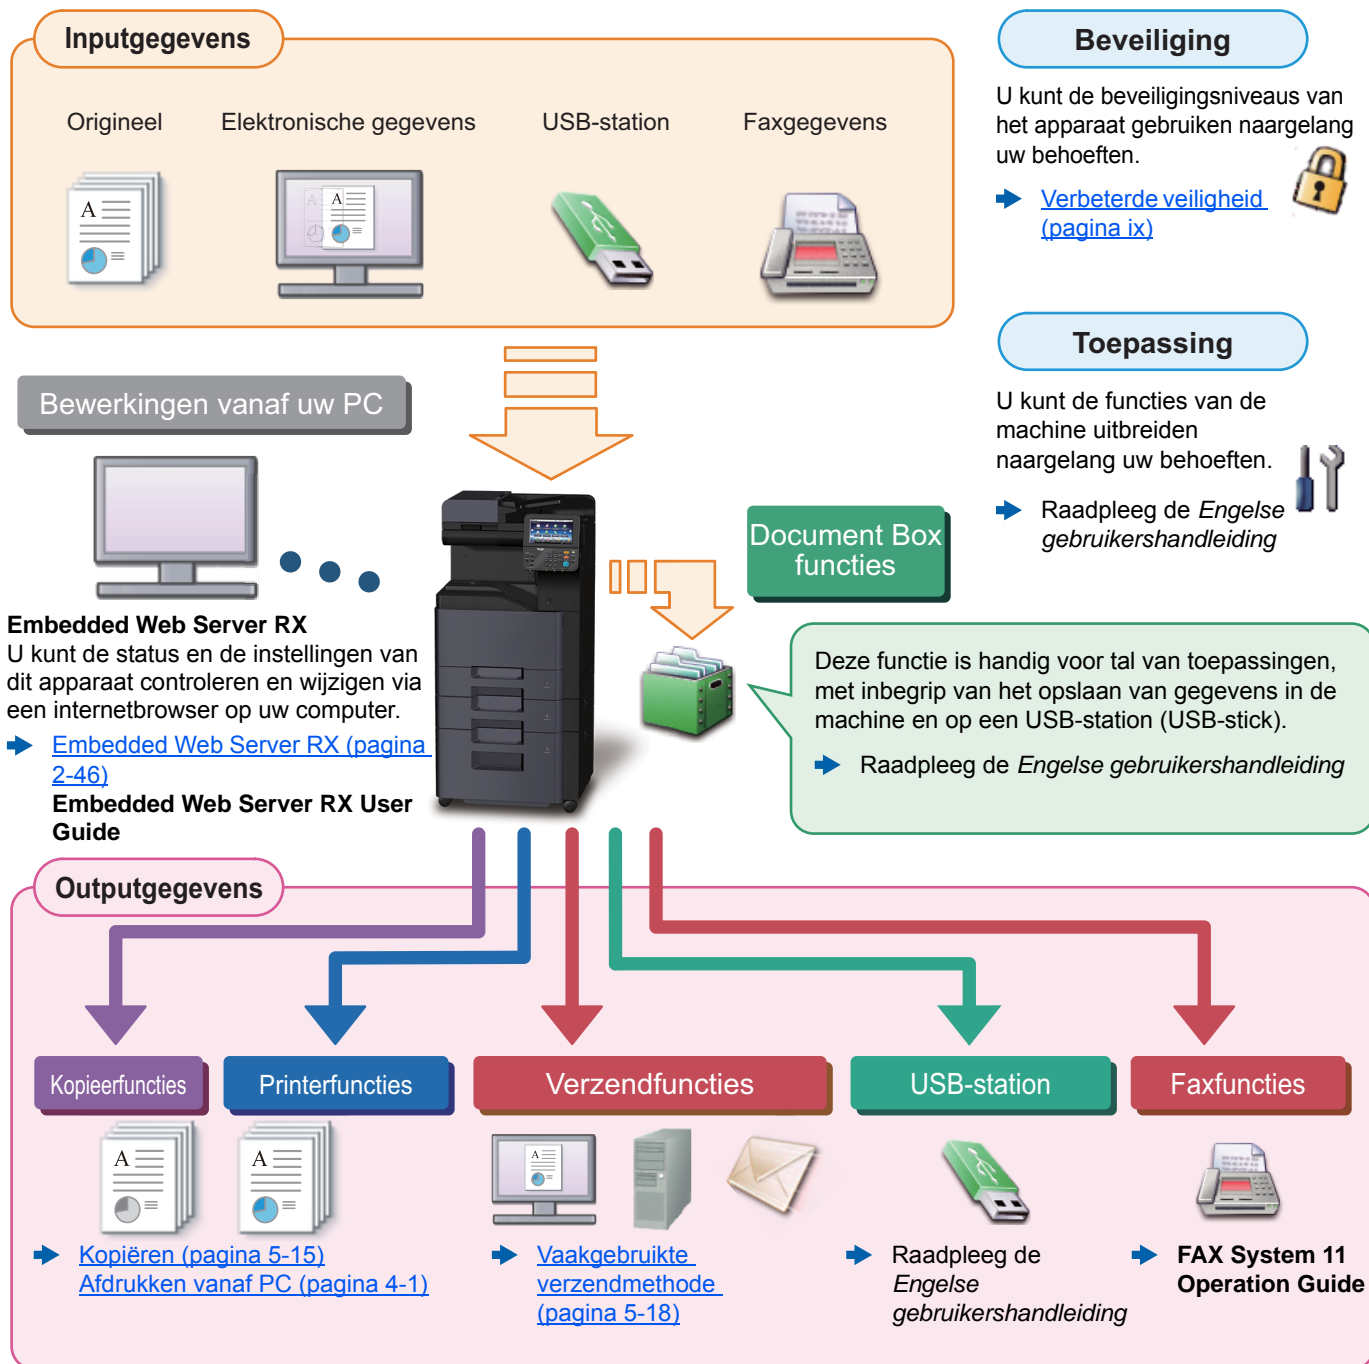 Inputgegevens
Origineel
Elektronische gegevens
USB-station
Faxgegevens
Beveiliging
U kunt de beveiligingsniveaus van
het apparaat gebruiken naargelang
uw behoeften.
Verbeterde veiligheid
(pagina ix)
Toepassing
U kunt de functies van de
machine uitbreiden
naargelang uw behoeften.
Raadpleeg de Engelse
gebruikershandleiding
Bewerkingen vanaf uw PC
Embedded Web Server RX
U kunt de status en de instellingen van
dit apparaat controleren en wijzigen via
een internetbrowser op uw computer.
Embedded Web Server RX (pagina
2-46)
Embedded Web Server RX User
Guide
Document Box
functies
Deze functie is handig voor tal van toepassingen,
met inbegrip van het opslaan van gegevens in de
machine en op een USB-station (USB-stick).
Raadpleeg de Engelse gebruikershandleiding
Outputgegevens
Kopieerfuncties
Printerfuncties
Verzendfuncties
USB-station
Faxfuncties
A
A
A
A
A
A
Kopiëren (pagina 5-15)
Afdrukken vanaf PC (pagina 4-1)
Vaakgebruikte
verzendmethode
(pagina 5-18)
Raadpleeg de
Engelse
gebruikershandleiding
FAX System 11
Operation Guide